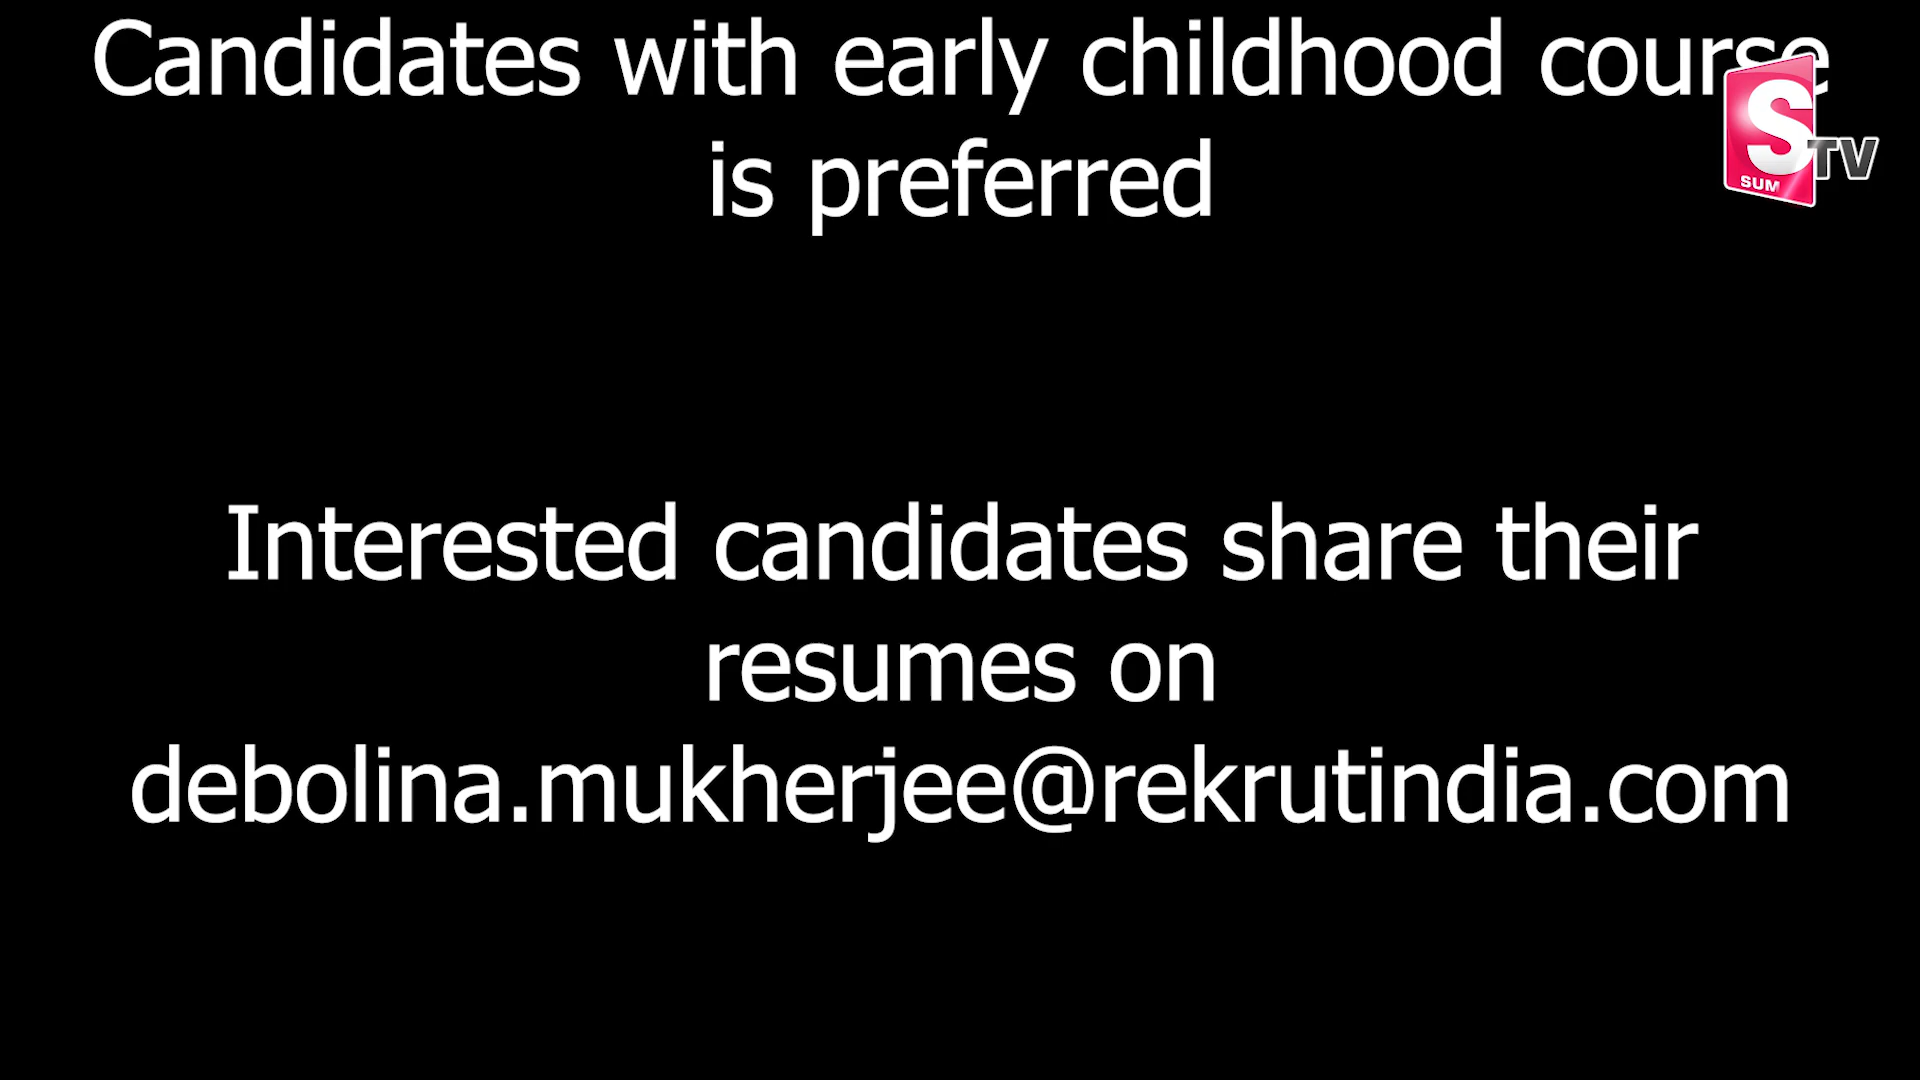 Candidates with early childhood course
is preferred
Interested candidates share their
resumes on
debolina.mukherjee@rekrutindia.com
S
SUM
TV